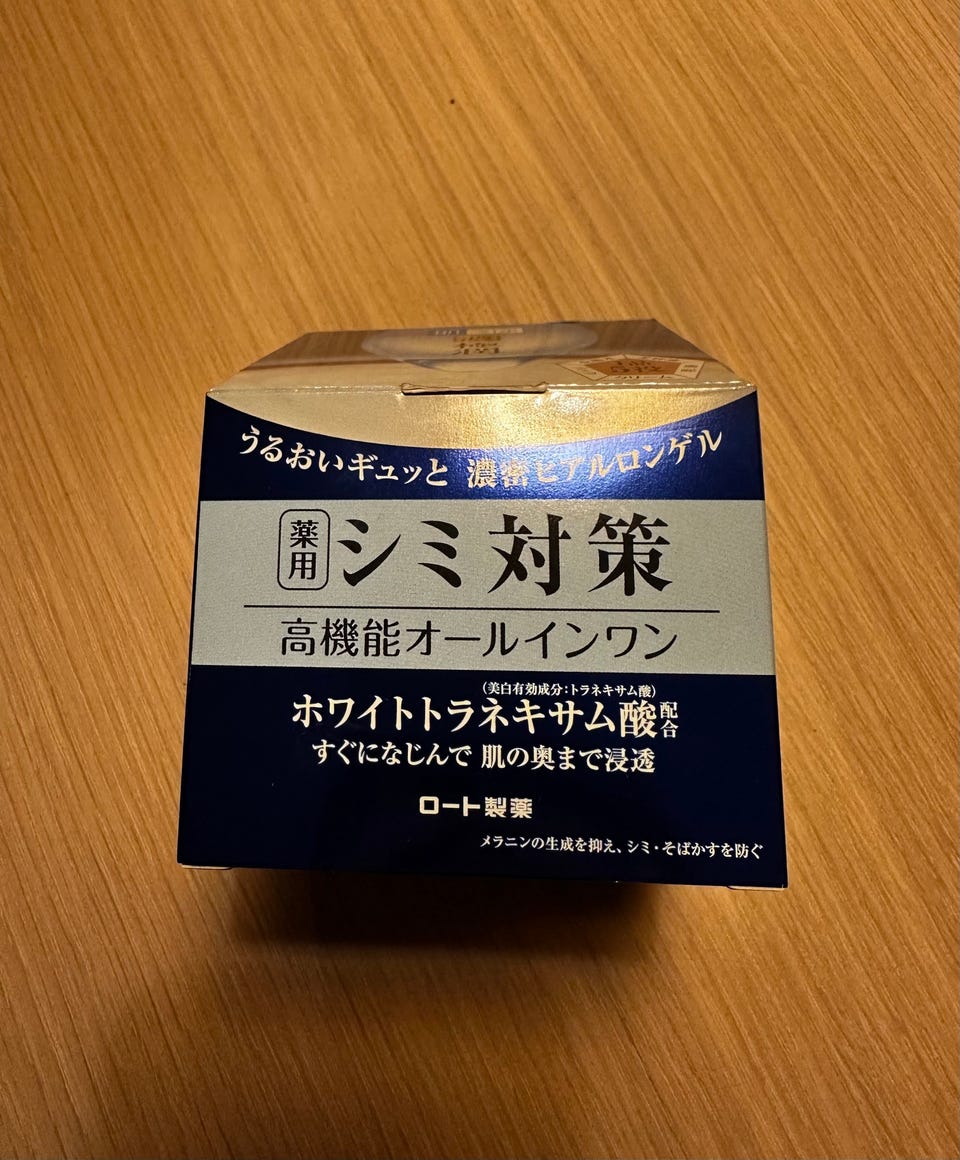 うるおいギュッと 濃密ヒアルロンゲル
薬用 シミ対策
高機能オールインワン
(美白有効成分:トラネキサム酸)
ホワイトトラネキサム酸配合
すぐになじんで 肌の奥まで浸透
ロート製薬
メラニンの生成を抑え、シミ・そばかすを防ぐ